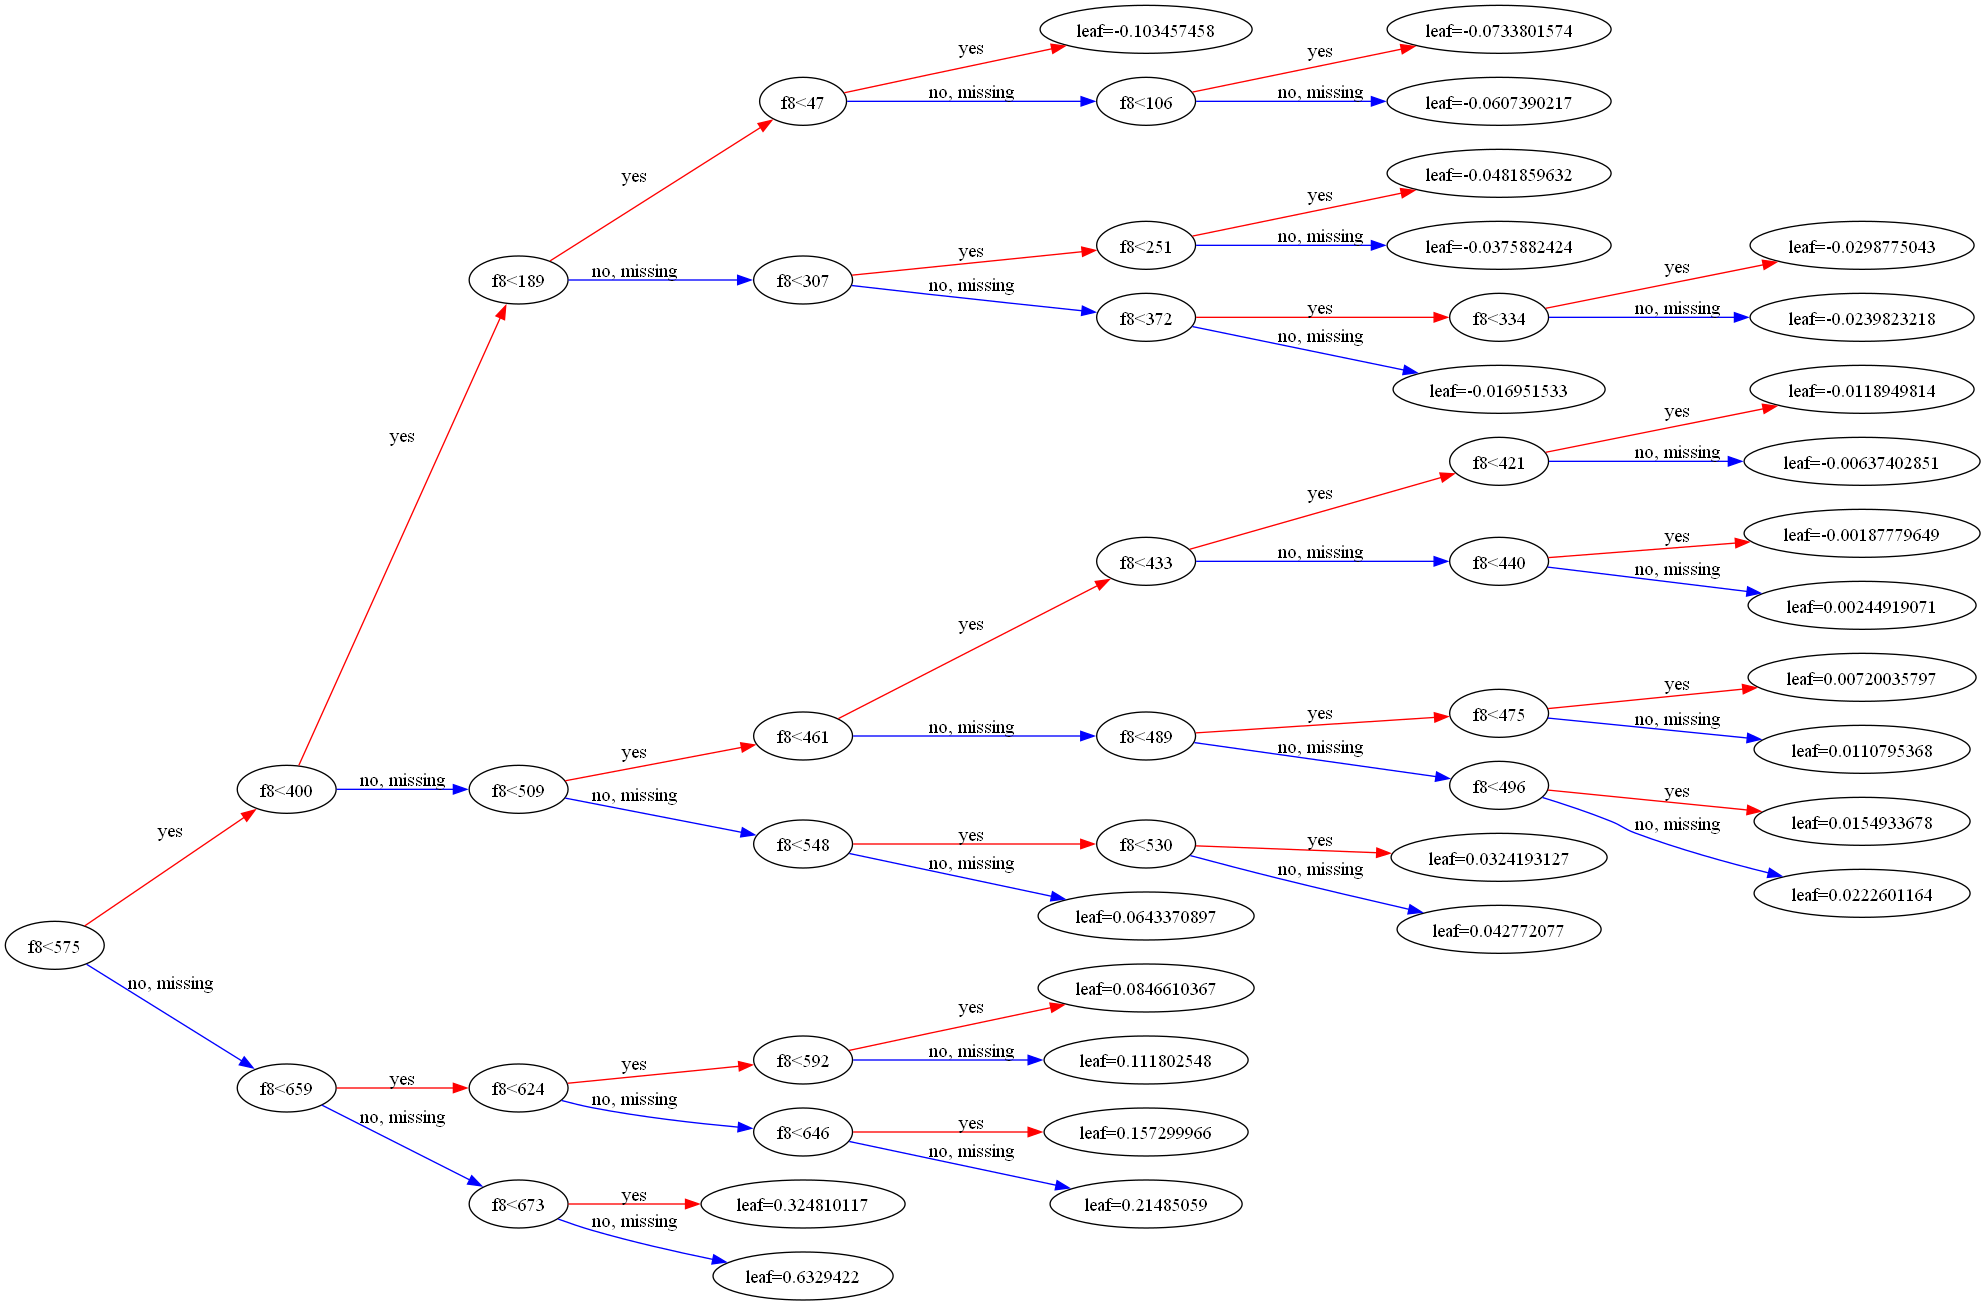 f8<575
yes
no, missing
f8<400
yes
no, missing
f8<659
yes
no, missing
f8<189
yes
no, missing
f8<509
yes
no, missing
f8<624
yes
no, missing
f8<673
yes
no, missing
f8<47
yes
no, missing
f8<307
yes
no, missing
f8<461
yes
no, missing
f8<548
yes
no, missing
f8<592
yes
no, missing
f8<646
yes
no, missing
leaf=0.324810117
leaf=0.6329422
leaf=-0.103457458
f8<106
yes
no, missing
f8<251
yes
no, missing
f8<372
yes
no, missing
f8<433
yes
no, missing
f8<489
yes
no, missing
f8<530
yes
no, missing
leaf=0.0643370897
leaf=0.0846610367
leaf=0.111802548
leaf=0.157299966
leaf=0.21485059
leaf=-0.0733801574
leaf=-0.0607390217
leaf=-0.0481859632
leaf=-0.0375882424
f8<334
yes
no, missing
leaf=-0.016951533
f8<421
yes
no, missing
f8<440
yes
no, missing
f8<475
yes
no, missing
f8<496
yes
no, missing
leaf=0.0324193127
leaf=0.042772077
leaf=-0.0298775043
leaf=-0.0239823218
leaf=-0.0118949814
leaf=-0.00637402851
leaf=-0.00187779649
leaf=0.00244919071
leaf=0.00720035797
leaf=0.0110795368
leaf=0.0154933678
leaf=0.0222601164